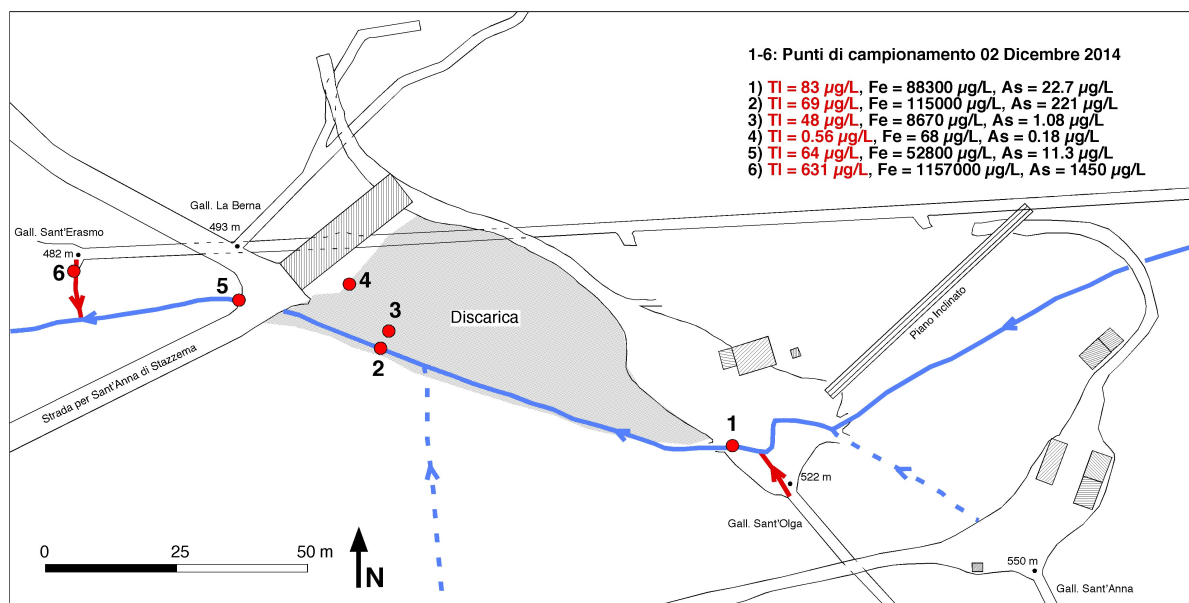 1-6: Punti di campionamento 02 Dicembre 2014
1) Tl = 83 µg/L, Fe = 88300 µg/L, As = 22.7 µg/L
2) Tl = 69 µg/L, Fe = 115000 µg/L, As = 221 µg/L
3) Tl = 48 µg/L, Fe = 8670 µg/L, As = 1.08 µg/L
4) Tl = 0.56 µg/L, Fe = 68 µg/L, As = 0.18 µg/L
5) Tl = 64 µg/L, Fe = 52800 µg/L, As = 11.3 µg/L
6) Tl = 631 µg/L, Fe = 1157000 µg/L, As = 1450 µg/L
Gall. La Berna
493 m
Gall. Sant'Erasmo
482 m
6
5
4
3
2
Discarica
Piano Inclinato
Strada per Sant'Anna di Stazzema
1
522 m
Gall. Sant'Olga
550 m
Gall. Sant'Anna
0
25
50 m
N